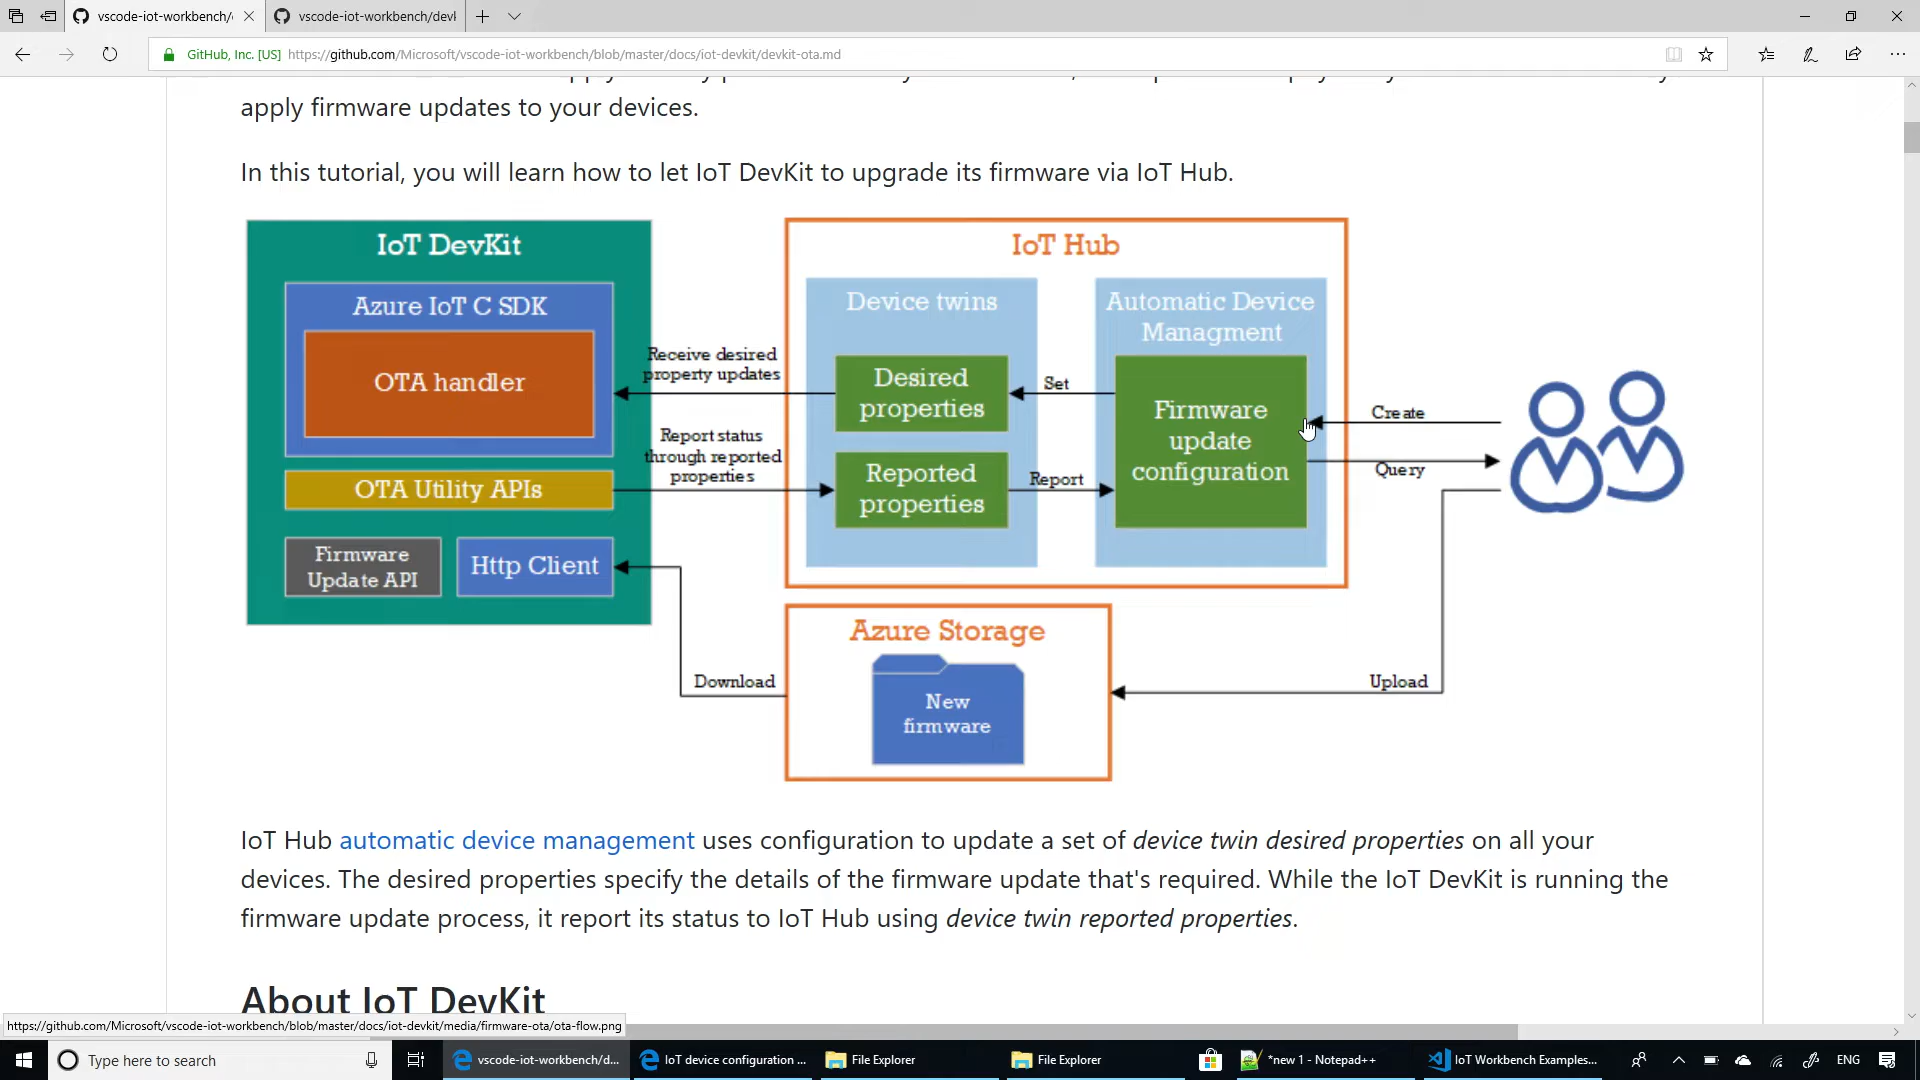 vscode-iot-workbench/
vscode-iot-workbench/devk
GitHub, Inc. [US] https://github.com/Microsoft/vscode-iot-workbench/blob/master/docs/iot-devkit/devkit-ota.md
apply firmware updates to your devices.
In this tutorial, you will learn how to let IoT DevKit to upgrade its firmware via IoT Hub.
IoT DevKit
Azure IoT C SDK
OTA handler
OTA Utility APIs
Firmware
Update API
Http Client
Receive desired
property updates
Report status
through reported
properties
Download
IoT Hub
Device twins
Desired
properties
Reported
properties
Set
Report
Automatic Device
Managment
Firmware
update
configuration
Create
Query
Azure Storage
New
firmware
Upload
IoT Hub automatic device management uses configuration to update a set of device twin desired properties on all your
devices. The desired properties specify the details of the firmware update that's required. While the IoT DevKit is running the
firmware update process, it report its status to IoT Hub using device twin reported properties.
About IoT DevKit
https://github.com/Microsoft/vscode-iot-workbench/blob/master/docs/iot-devkit/media/firmware-ota/ota-flow.png
Type here to search
vscode-iot-workbench/d...
IoT device configuration ...
File Explorer
File Explorer
*new 1 - Notepad++
IoT Workbench Examples...
ENG